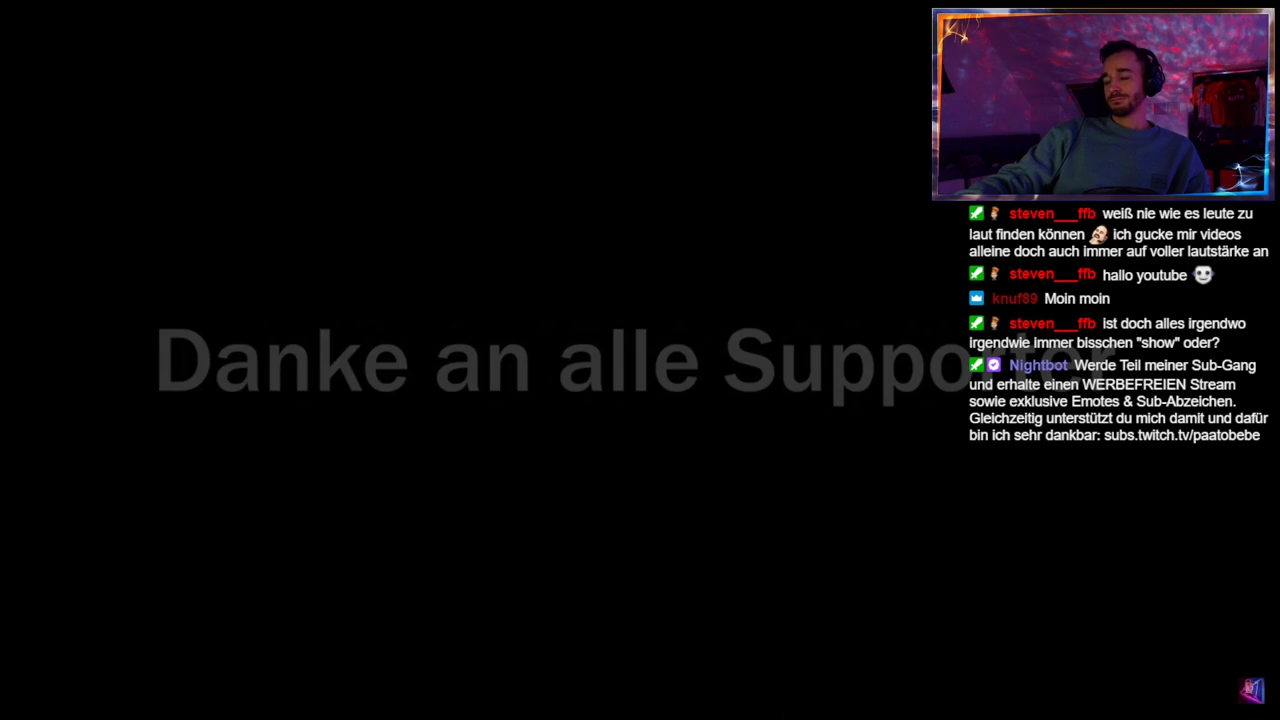 steven___ffb weiß nie wie es leute zu
laut finden können ich gucke mir videos
alleine doch auch immer auf voller lautstärke an
steven___ffb hallo youtube
knuf89 Moin moin
steven___ffb ist doch alles irgendwo
irgendwie immer bisschen "show" oder?
Danke an alle Supporter
Nightbot Werde Teil meiner Sub-Gang
und erhalte einen WERBEFREIEN Stream
sowie exklusive Emotes & Sub-Abzeichen.
Gleichzeitig unterstützt du mich damit und dafür
bin ich sehr dankbar: subs.twitch.tv/paatobebe